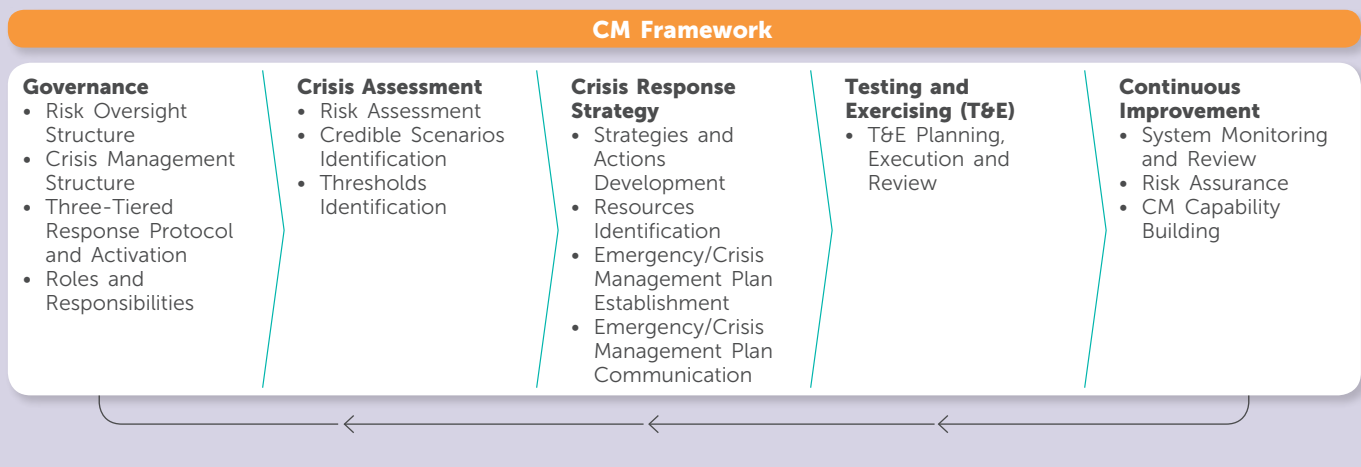 CM Framework
Governance
• Risk Oversight
Structure
• Crisis Management
Structure
• Three-Tiered
Response Protocol
and Activation
• Roles and
Responsibilities
Crisis Assessment
• Risk Assessment
• Credible Scenarios
Identification
• Thresholds
Identification
Crisis Response
Strategy
• Strategies and
Actions
Development
• Resources
Identification
• Emergency/Crisis
Management Plan
Establishment
• Emergency/Crisis
Management Plan
Communication
Testing and
Exercising (T&E)
• T&E Planning,
Execution and
Review
Continuous
Improvement
• System Monitoring
and Review
• Risk Assurance
• CM Capability
Building